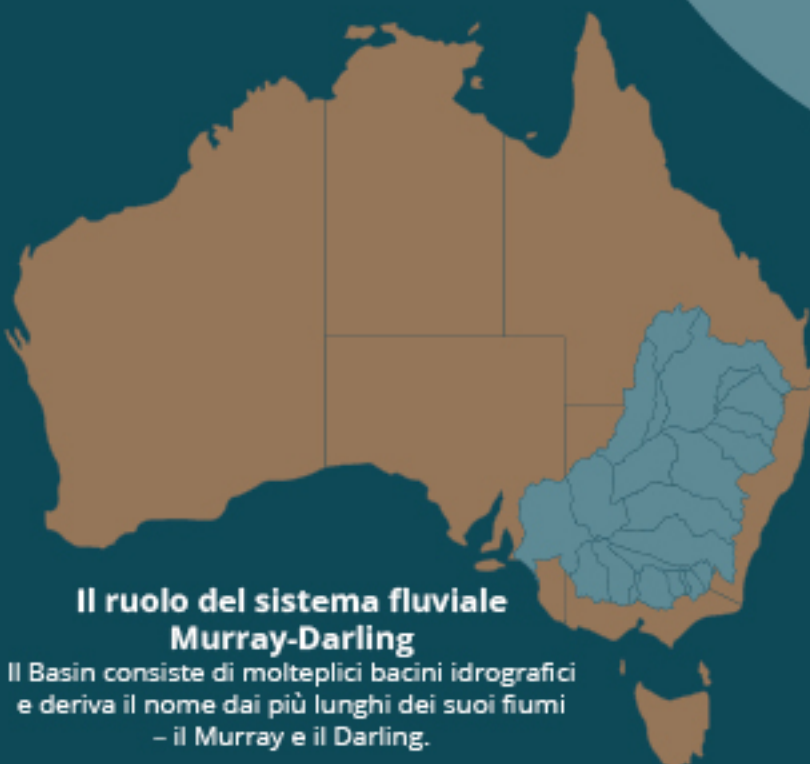 Il ruolo del sistema fluviale
Murray-Darling
Il Basin consiste di molteplici bacini idrografici
e deriva il nome dai più lunghi dei suoi fiumi
– il Murray e il Darling.